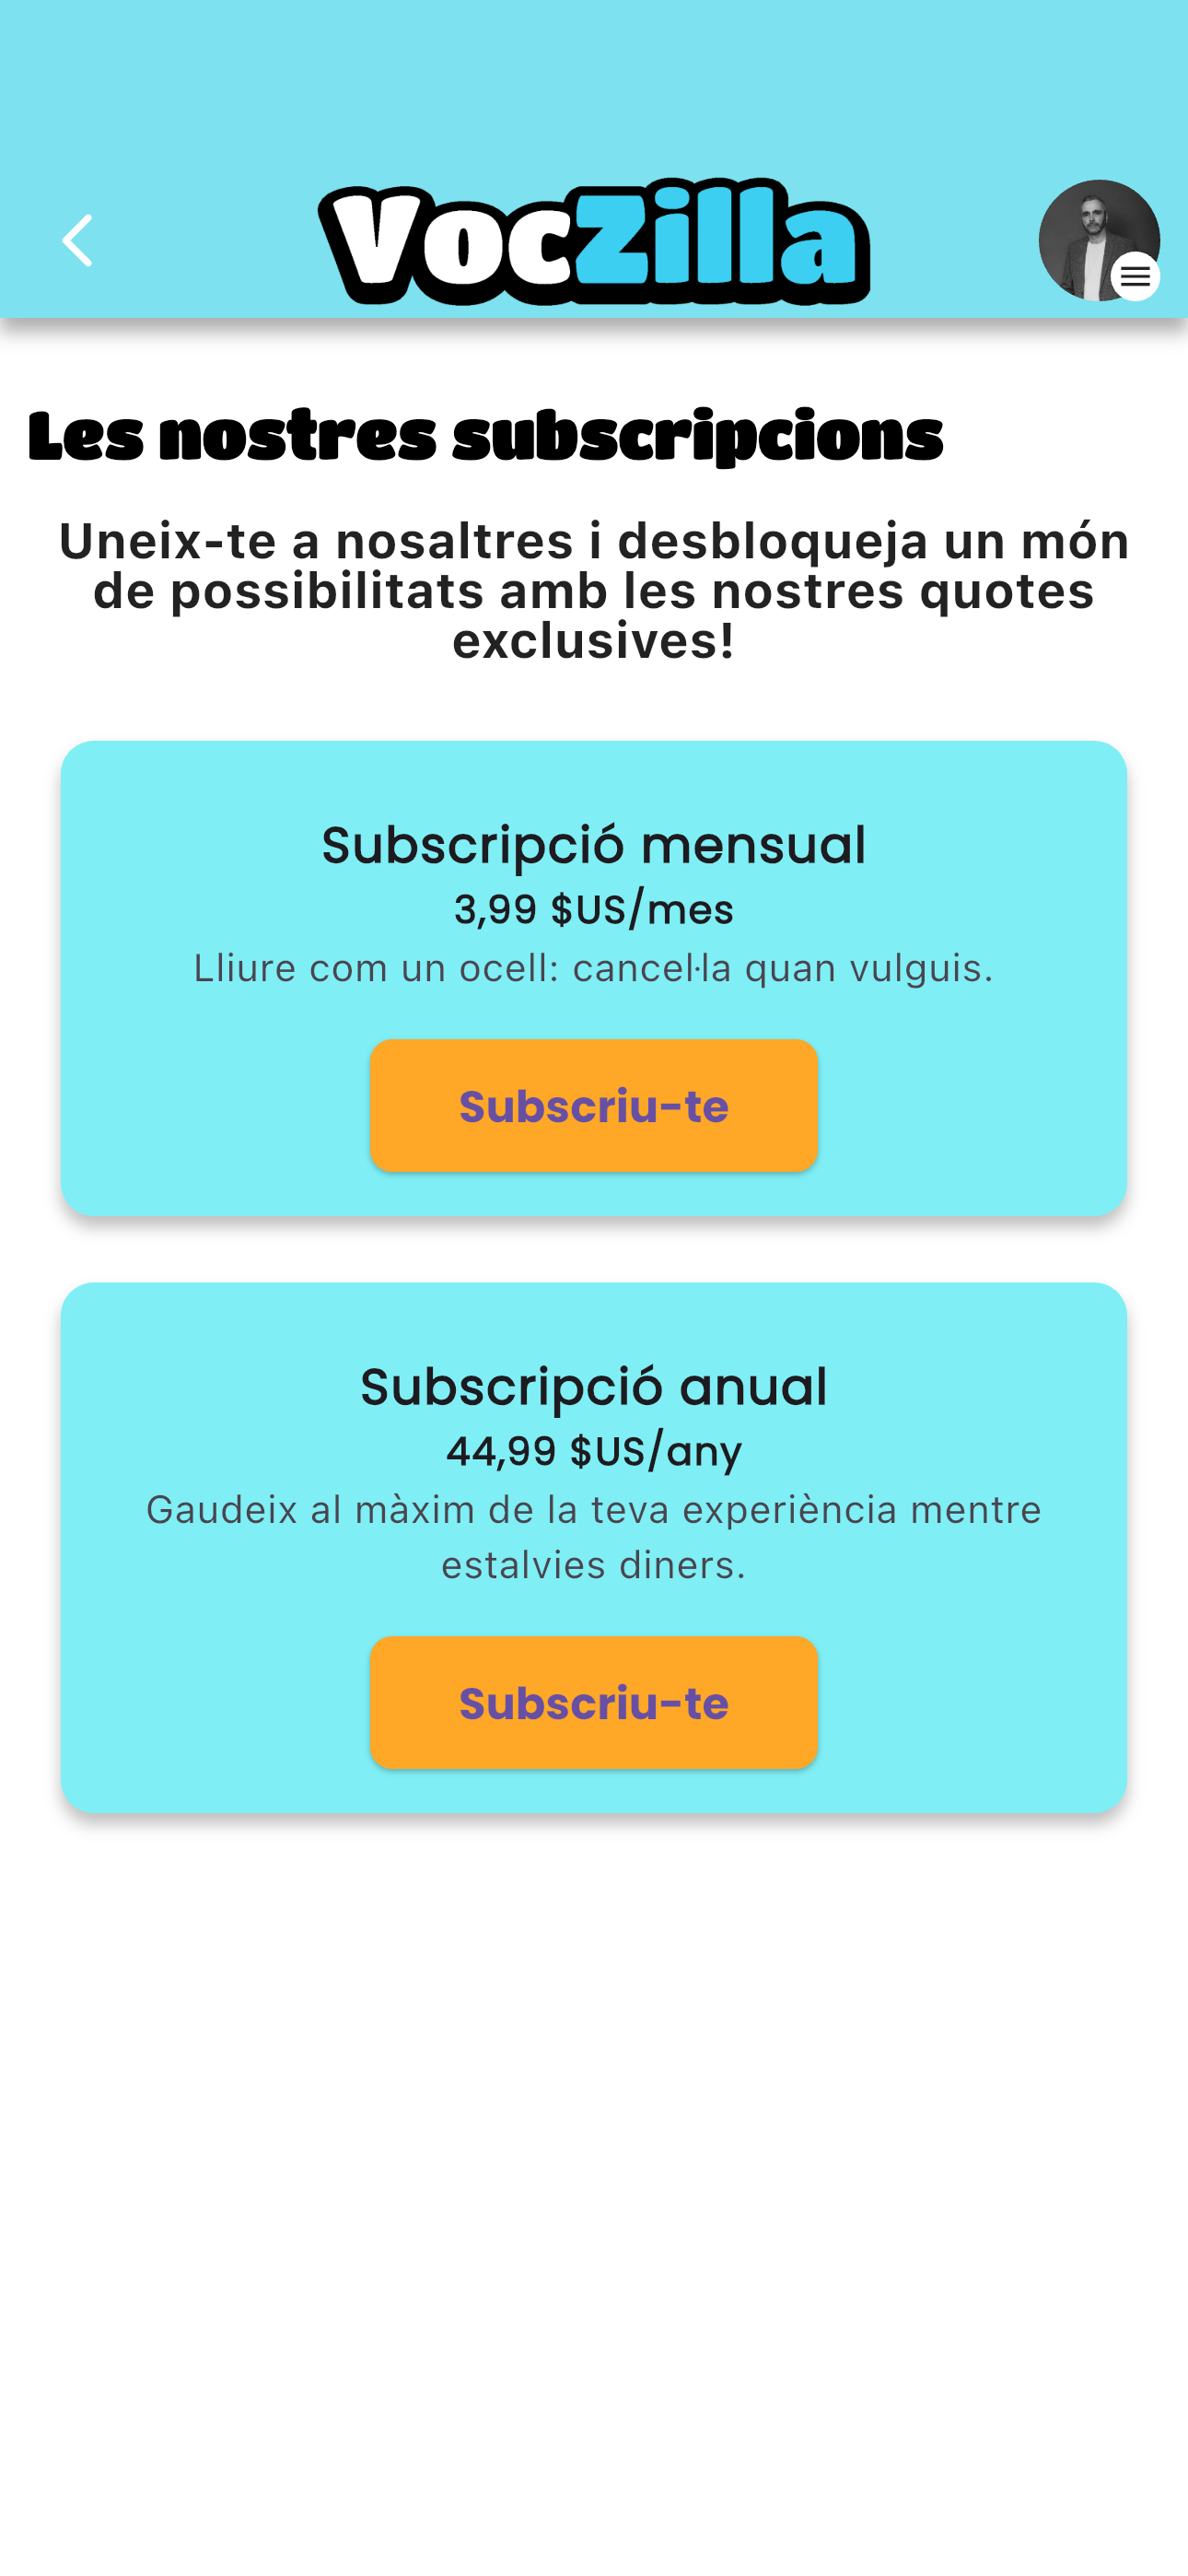 VocZilla
Les nostres subscripcions
Uneix-te a nosaltres i desbloqueja un món
de possibilitats amb les nostres quotes
exclusives!
Subscripció mensual
3,99 $US/mes
Lliure com un ocell: cancel·la quan vulguis.
Subscriu-te
Subscripció anual
44,99 $US/any
Gaudeix al màxim de la teva experiència mentre
estalvies diners.
Subscriu-te